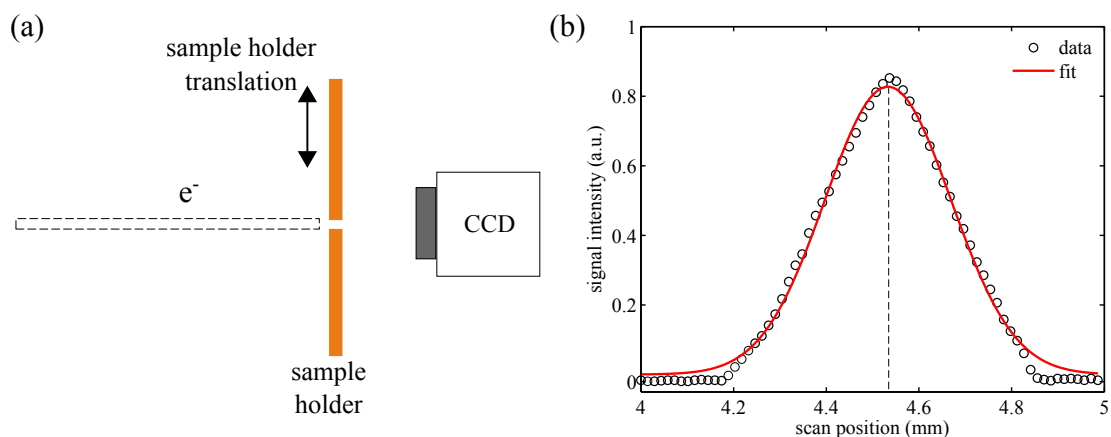 (a)
sample holder
translation
e-
CCD
sample
holder
(b)
signal intensity (a.u.)
1
0.8
0.6
0.4
0.2
0
4
4.2
4.4
4.6
4.8
5
scan position (mm)
data
fit